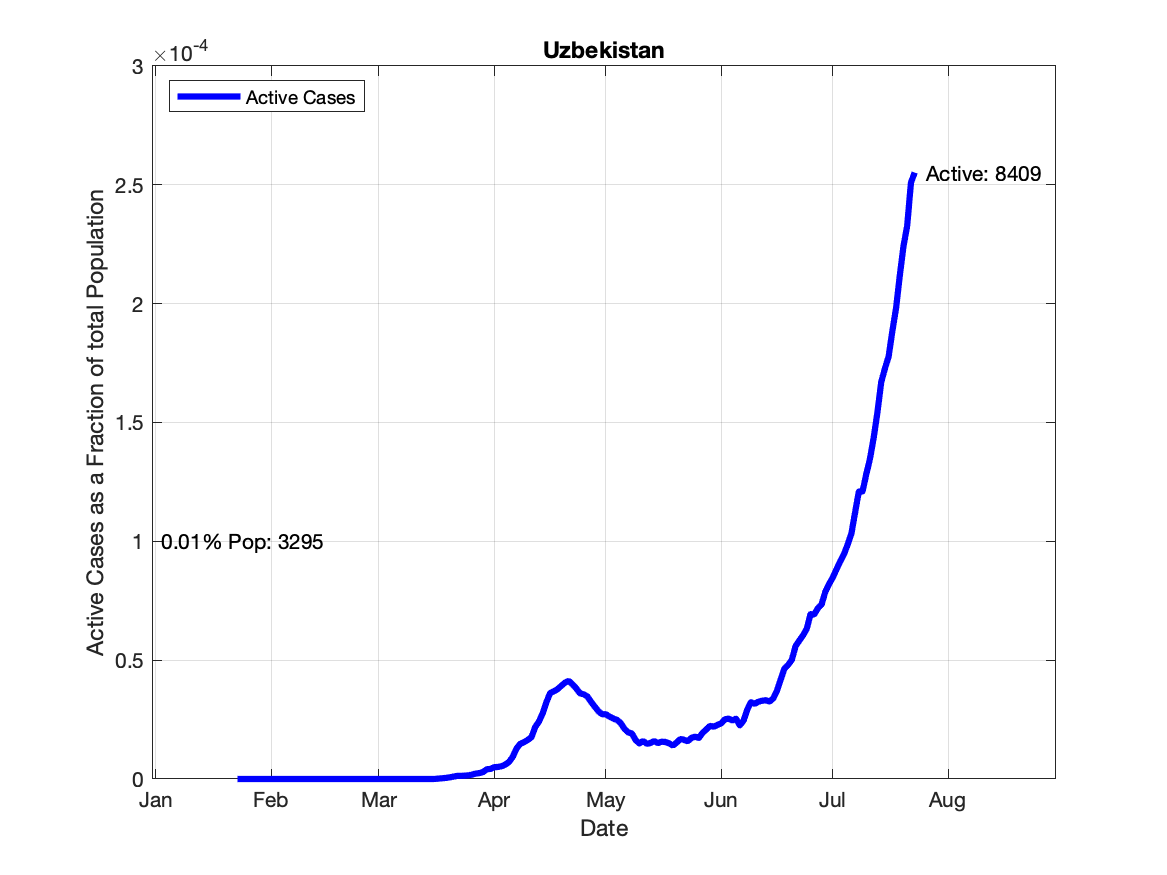 Uzbekistan
×10⁻⁴
Active Cases
3
2.5
2
1.5
1
0.5
0
Active: 8409
0.01% Pop: 3295
Active Cases as a Fraction of total Population
Jan Feb Mar Apr May Jun Jul Aug
Date